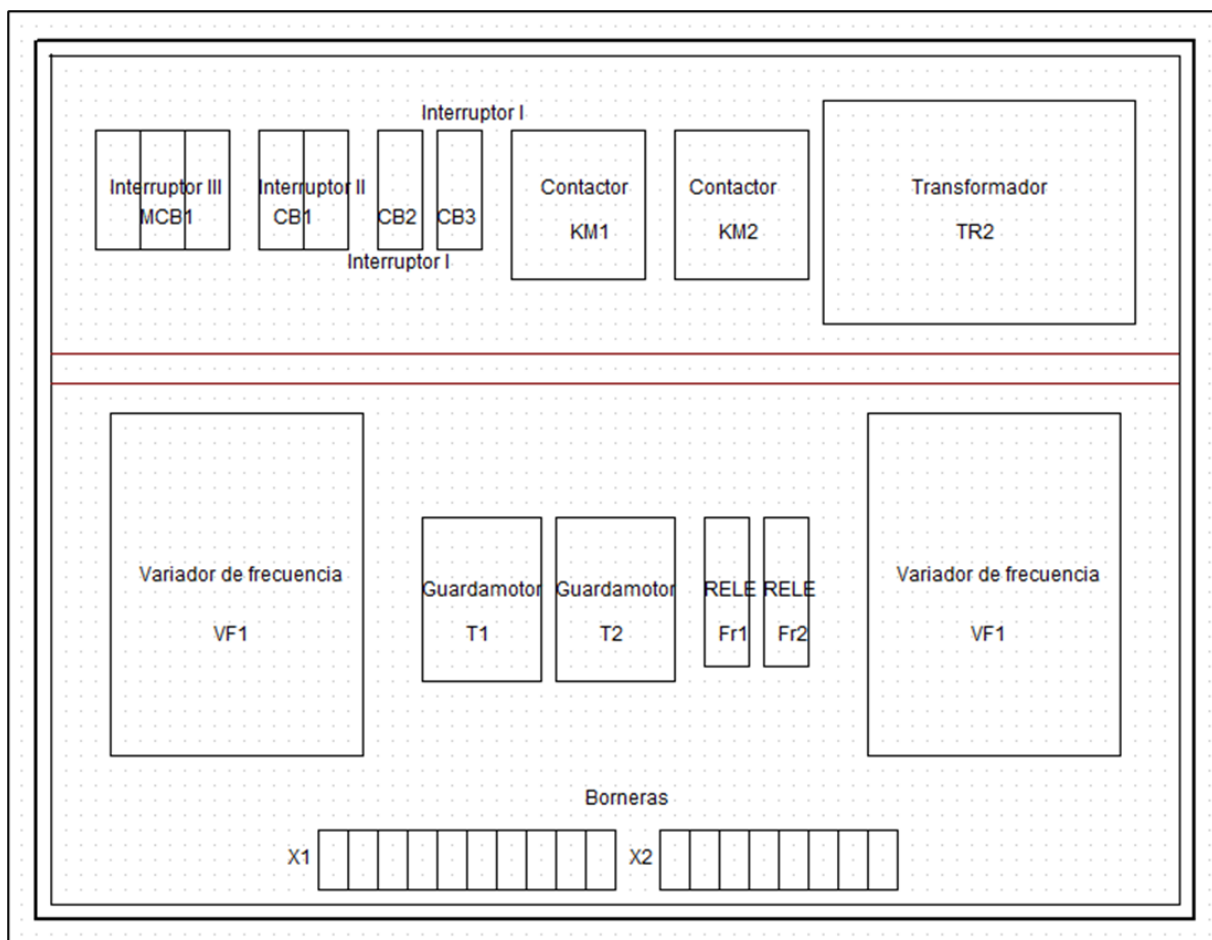 Interruptor I
Interruptor III
MCB1
Interruptor II
CB1
CB2
CB3
Interruptor I
Contactor
KM1
Contactor
KM2
Transformador
TR2
Variador de frecuencia
VF1
Guardamotor
T1
Guardamotor
T2
RELE
Fr1
RELE
Fr2
Variador de frecuencia
VF1
Borneras
X1
X2